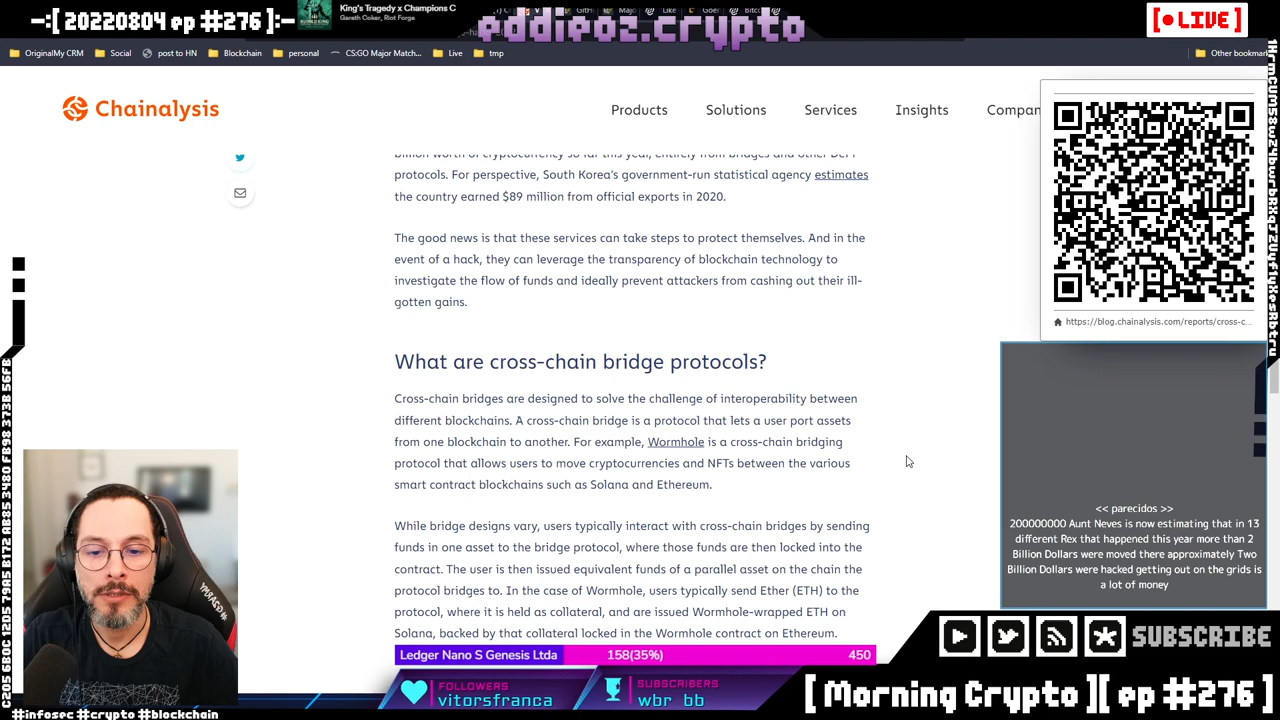 -:[ 20220804 ep #276 ]:-
King's Tragedy x Champions C
Gareth Coker, Riot Forge
eddieoz.crypto
[ • LIVE ]
OriginalMy CRM
Social
post to HN
Blockchain
personal
CS:GO Major Match...
Live
tmp
Other bookmark
Chainalysis
Products
Solutions
Services
Insights
Compan
billion worth of cryptocurrency so far this year, entirely from bridges and other DeFi
protocols. For perspective, South Korea's government-run statistical agency estimates
the country earned $89 million from official exports in 2020.
The good news is that these services can take steps to protect themselves. And in the
event of a hack, they can leverage the transparency of blockchain technology to
investigate the flow of funds and ideally prevent attackers from cashing out their ill-
gotten gains.
What are cross-chain bridge protocols?
Cross-chain bridges are designed to solve the challenge of interoperability between
different blockchains. A cross-chain bridge is a protocol that lets a user port assets
from one blockchain to another. For example, Wormhole is a cross-chain bridging
protocol that allows users to move cryptocurrencies and NFTs between the various
smart contract blockchains such as Solana and Ethereum.
While bridge designs vary, users typically interact with cross-chain bridges by sending
funds in one asset to the bridge protocol, where those funds are then locked into the
contract. The user is then issued equivalent funds of a parallel asset on the chain the
protocol bridges to. In the case of Wormhole, users typically send Ether (ETH) to the
protocol, where it is held as collateral, and are issued Wormhole-wrapped ETH on
Solana, backed by that collateral locked in the Wormhole contract on Ethereum.
https://blog.chainalysis.com/reports/cross-c...
<< parecidos >>
200000000 Aunt Neves is now estimating that in 13
different Rex that happened this year more than 2
Billion Dollars were moved there approximately Two
Billion Dollars were hacked getting out on the grids is
a lot of money
Ledger Nano S Genesis Ltda
158(35%)
450
FOLLOWERS
vitorsfranca
SUBSCRIBERS
wbr_bb
SUBSCRIBE
[ Morning Crypto ][ ep #276 ]
#infosec #crypto #blockchain